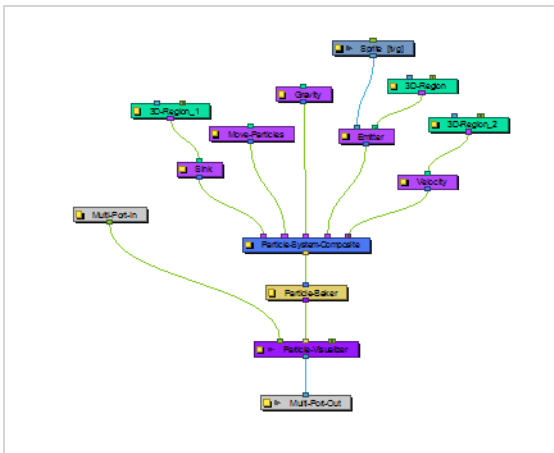 Sprite [tvg]
3D-Region
Gravity
3D-Region_1
3D-Region_2
Move-Particles
Emitter
Sink
Velocity
Multi-Port-In
Particle-System-Composite
Particle-Baker
Particle-Visualizer
Multi-Port-Out